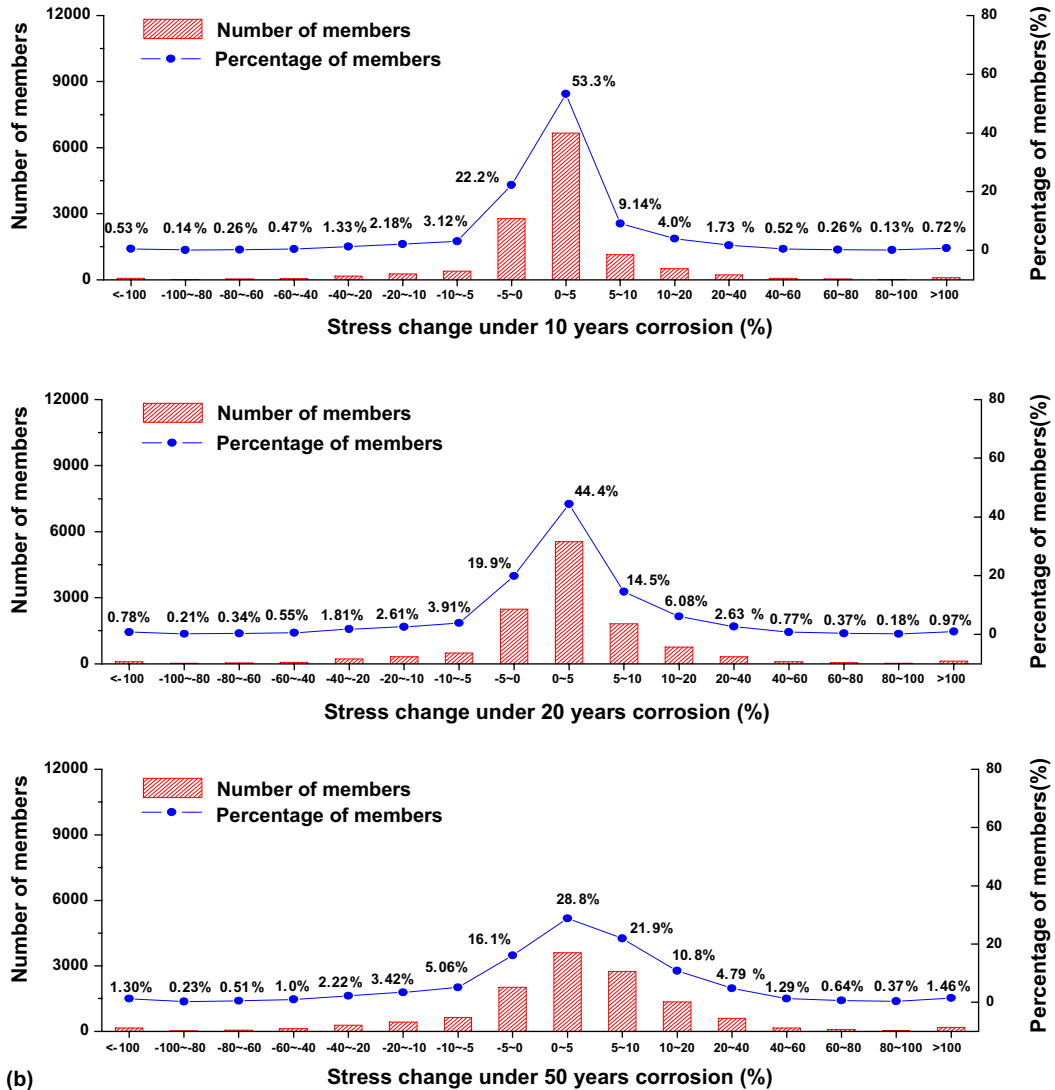 12000
9000
6000
3000
0
Number of members
Number of members
Percentage of members
80
60
40
20
0
Percentage of members(%)
0.53% 0.14% 0.26% 0.47% 1.33% 2.18% 3.12% 22.2% 53.3% 9.14% 4.0% 1.73 % 0.52% 0.26% 0.13% 0.72%
<-100 -100~-80 -80~-60 -60~-40 -40~-20 -20~-10 -10~-5 -5~0 0~5 5~10 10~20 20~40 40~60 60~80 80~100 >100
Stress change under 10 years corrosion (%)
12000
9000
6000
3000
0
Number of members
Number of members
Percentage of members
80
60
40
20
0
Percentage of members(%)
0.78% 0.21% 0.34% 0.55% 1.81% 2.61% 3.91% 19.9% 44.4% 14.5% 6.08% 2.63 % 0.77% 0.37% 0.18% 0.97%
<-100 -100~-80 -80~-60 -60~-40 -40~-20 -20~-10 -10~-5 -5~0 0~5 5~10 10~20 20~40 40~60 60~80 80~100 >100
Stress change under 20 years corrosion (%)
12000
9000
6000
3000
0
Number of members
Number of members
Percentage of members
80
60
40
20
0
Percentage of members(%)
1.30% 0.23% 0.51% 1.0% 2.22% 3.42% 5.06% 16.1% 28.8% 21.9% 10.8% 4.79 % 1.29% 0.64% 0.37% 1.46%
<-100 -100~-80 -80~-60 -60~-40 -40~-20 -20~-10 -10~-5 -5~0 0~5 5~10 10~20 20~40 40~60 60~80 80~100 >100
(b) Stress change under 50 years corrosion (%)